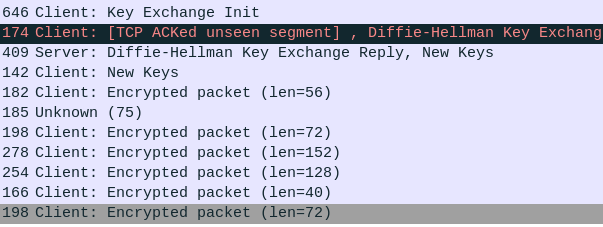 646 Client: Key Exchange Init
174 Client: [TCP ACKed unseen segment] , Diffie-Hellman Key Exchang
409 Server: Diffie-Hellman Key Exchange Reply, New Keys
142 Client: New Keys
182 Client: Encrypted packet (len=56)
185 Unknown (75)
198 Client: Encrypted packet (len=72)
278 Client: Encrypted packet (len=152)
254 Client: Encrypted packet (len=128)
166 Client: Encrypted packet (len=40)
198 Client: Encrypted packet (len=72)